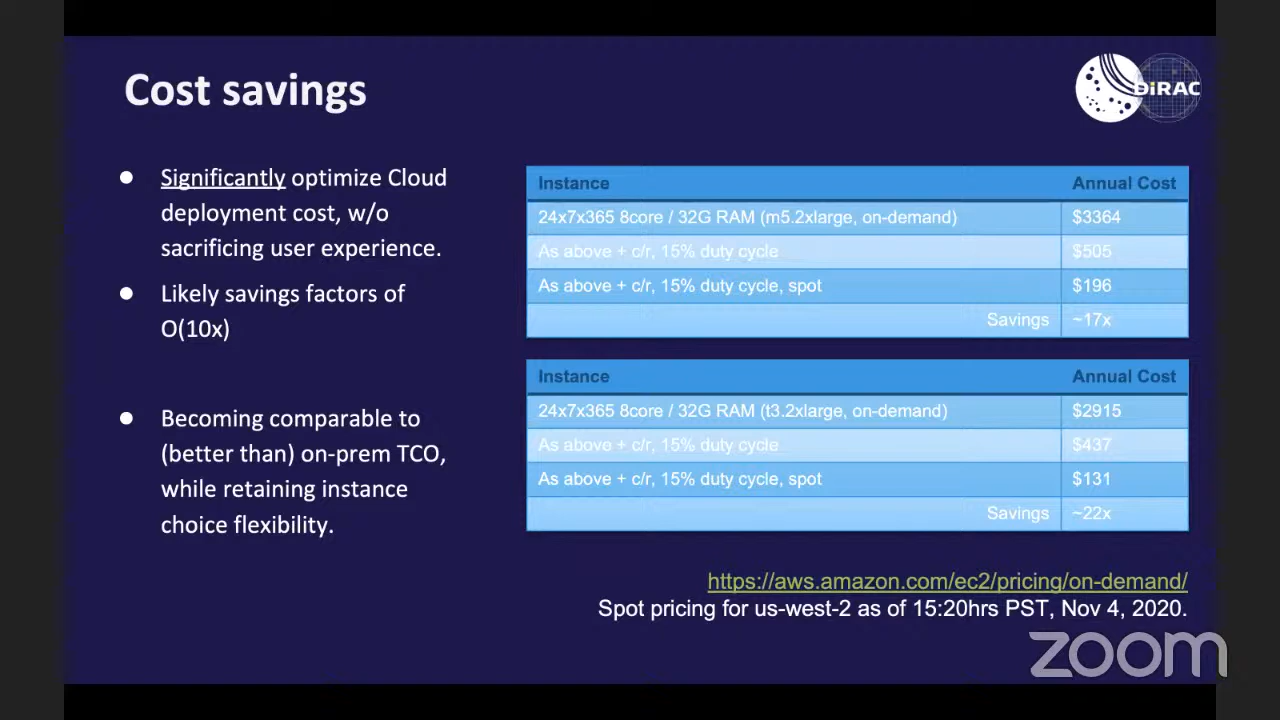 Cost savings
DiRAC
● Significantly optimize Cloud
deployment cost, w/o
sacrificing user experience.
● Likely savings factors of
O(10x)
● Becoming comparable to
(better than) on-prem TCO,
while retaining instance
choice flexibility.
Instance Annual Cost
24x7x365 8core / 32G RAM (m5.2xlarge, on-demand) $3364
As above + c/r, 15% duty cycle $505
As above + c/r, 15% duty cycle, spot $196
Savings ~17x
Instance Annual Cost
24x7x365 8core / 32G RAM (t3.2xlarge, on-demand) $2915
As above + c/r, 15% duty cycle $437
As above + c/r, 15% duty cycle, spot $131
Savings ~22x
https://aws.amazon.com/ec2/pricing/on-demand/
Spot pricing for us-west-2 as of 15:20hrs PST, Nov 4, 2020.
zoom